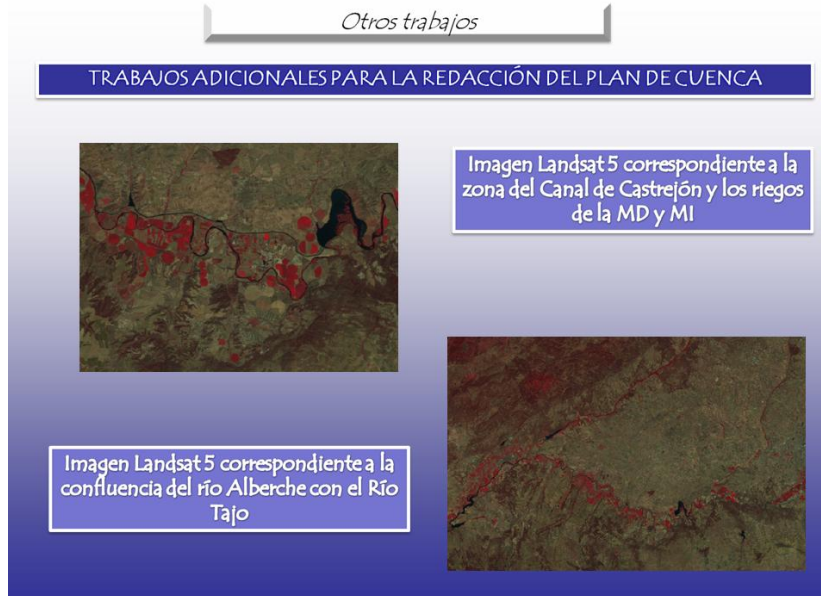 Otros trabajos
TRABAJOS ADICIONALES PARA LA REDACCIÓN DEL PLAN DE CUENCA
Imagen Landsat 5 correspondiente a la
zona del Canal de Castrejón y los riegos
de la MD y MI
Imagen Landsat 5 correspondiente a la
confluencia del río Alberche con el Río
Tajo